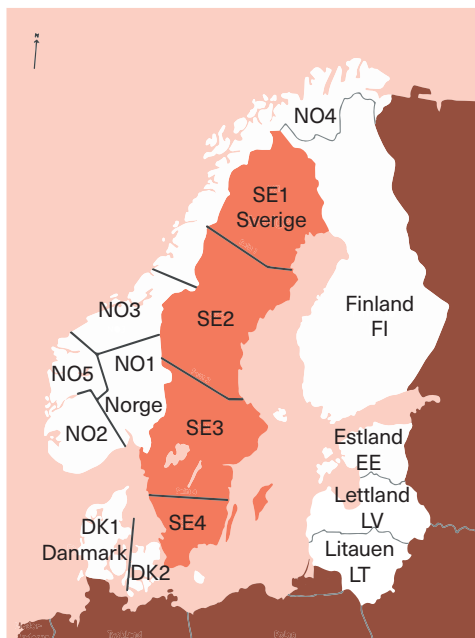 N
NO4
SE1
Sverige
Finland
FI
NO3
SE2
NO1
NO5
Norge
NO2
SE3
Estland
EE
Lettland
LV
SE4
DK1
Danmark
DK2
Litauen
LT